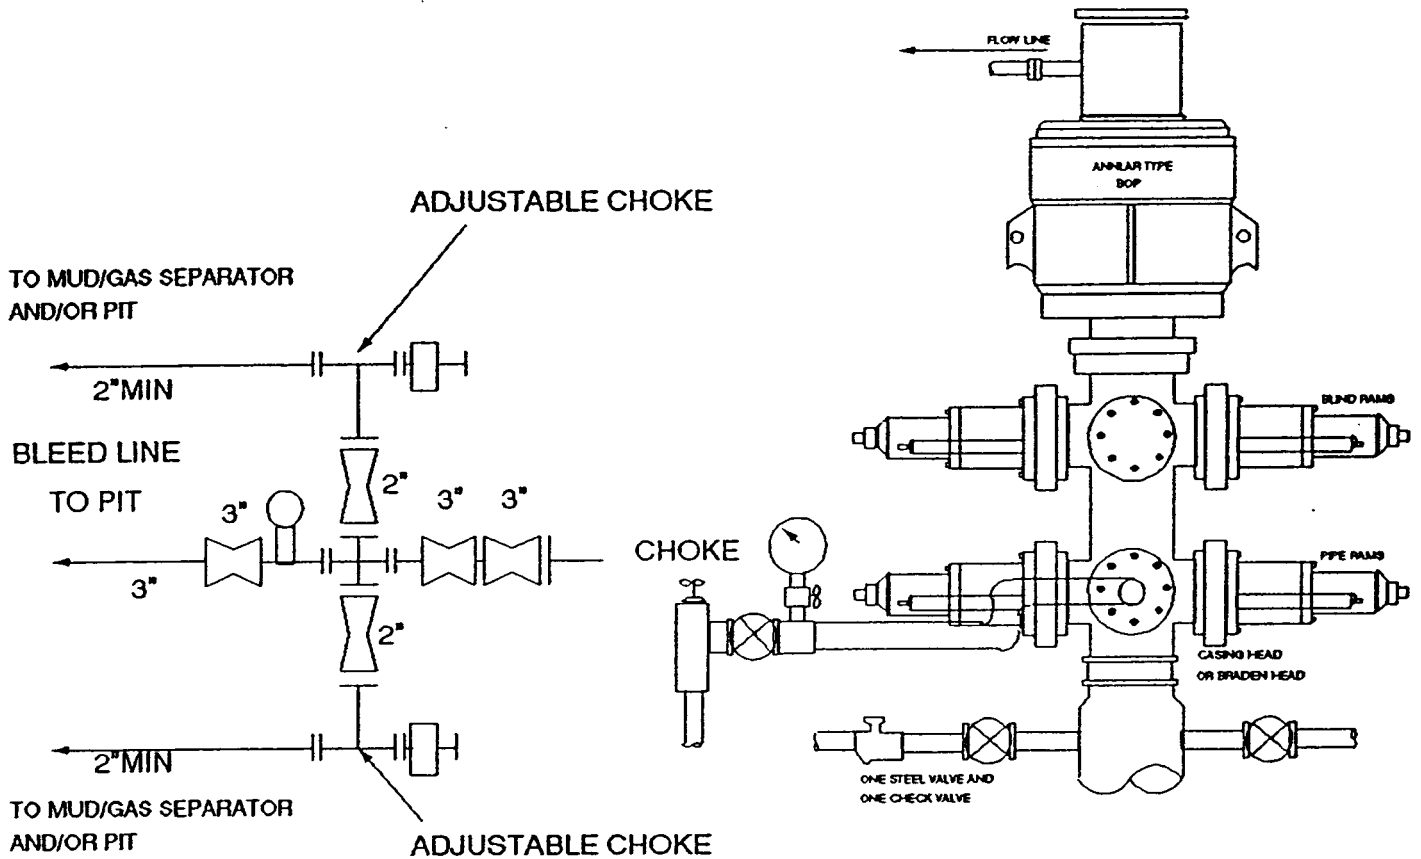 FLOW LINE
ANNLAR TYPE
BOP
ADJUSTABLE CHOKE
TO MUD/GAS SEPARATOR
AND/OR PIT
2"MIN
BLIND RAMS
BLEED LINE
TO PIT
2"
3"
3"
3"
3"
CHOKE
PIPE RAMS
2"
CASING HEAD
OR BRADEN HEAD
2"MIN
ONE STEEL VALVE AND
ONE CHECK VALVE
TO MUD/GAS SEPARATOR
AND/OR PIT
ADJUSTABLE CHOKE